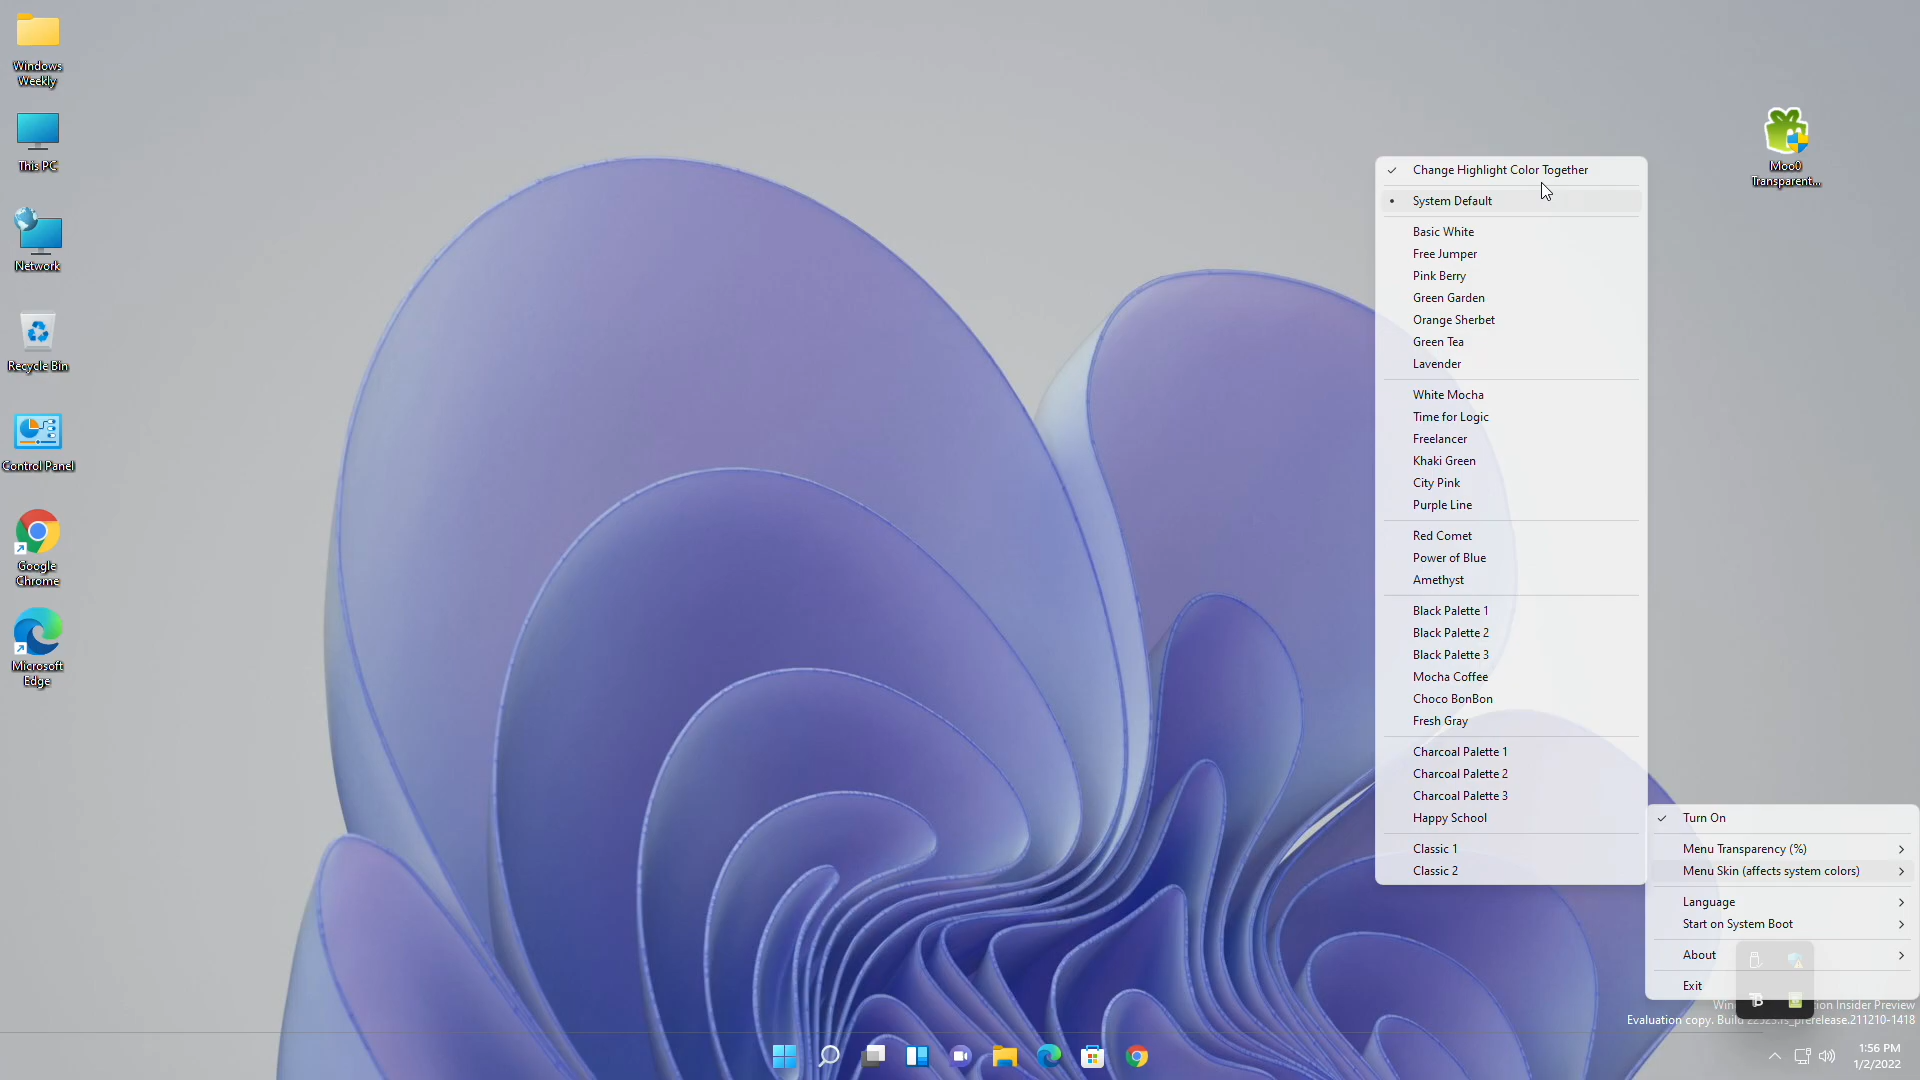 Windows
Weekly
This PC
Network
Recycle Bin
Control Panel
Google
Chrome
Microsoft
Edge
Moo0
Transparent...
Change Highlight Color Together
System Default
Basic White
Free Jumper
Pink Berry
Green Garden
Orange Sherbet
Green Tea
Lavender
White Mocha
Time for Logic
Freelancer
Khaki Green
City Pink
Purple Line
Red Comet
Power of Blue
Amethyst
Black Palette 1
Black Palette 2
Black Palette 3
Mocha Coffee
Choco BonBon
Fresh Gray
Charcoal Palette 1
Charcoal Palette 2
Charcoal Palette 3
Happy School
Classic 1
Classic 2
Turn On
Menu Transparency (%)
Menu Skin (affects system colors)
Language
Start on System Boot
About
Exit
Insider Preview
Evaluation copy. Build 22523.rs_prerelease.211210-1418
1:56 PM
1/2/2022